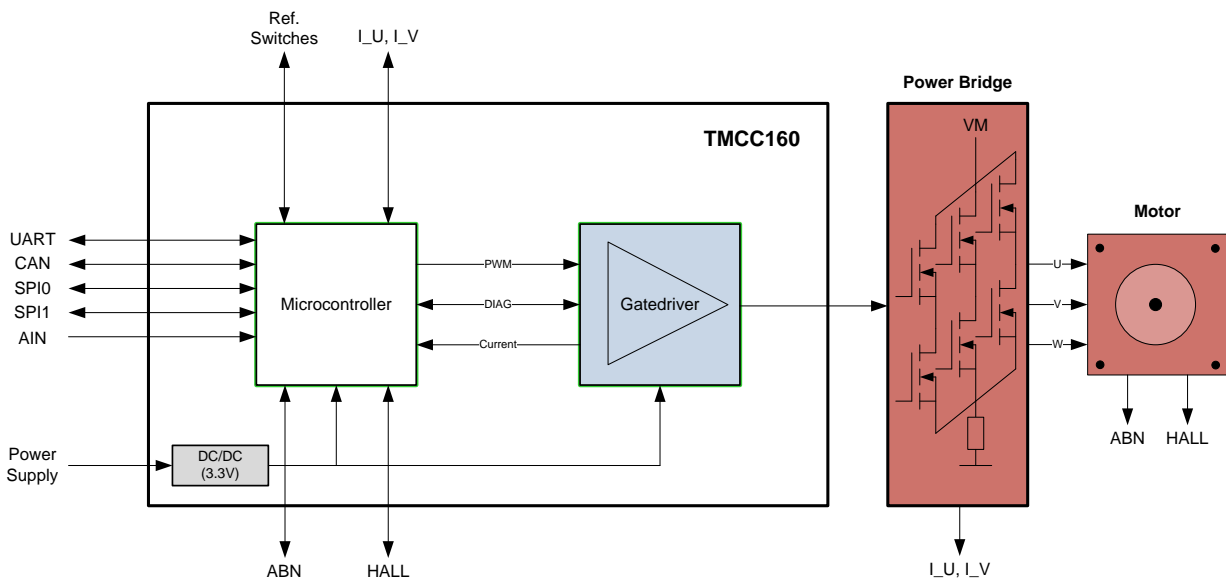 Ref.
Switches
I_U, I_V
Power Bridge
TMCC160
VM
Motor
UART
CAN
SPI0
SPI1
AIN
Microcontroller
PWM
DIAG
Current
Gatedriver
U
V
W
ABN
HALL
Power
Supply
DC/DC
(3.3V)
ABN
HALL
I_U, I_V